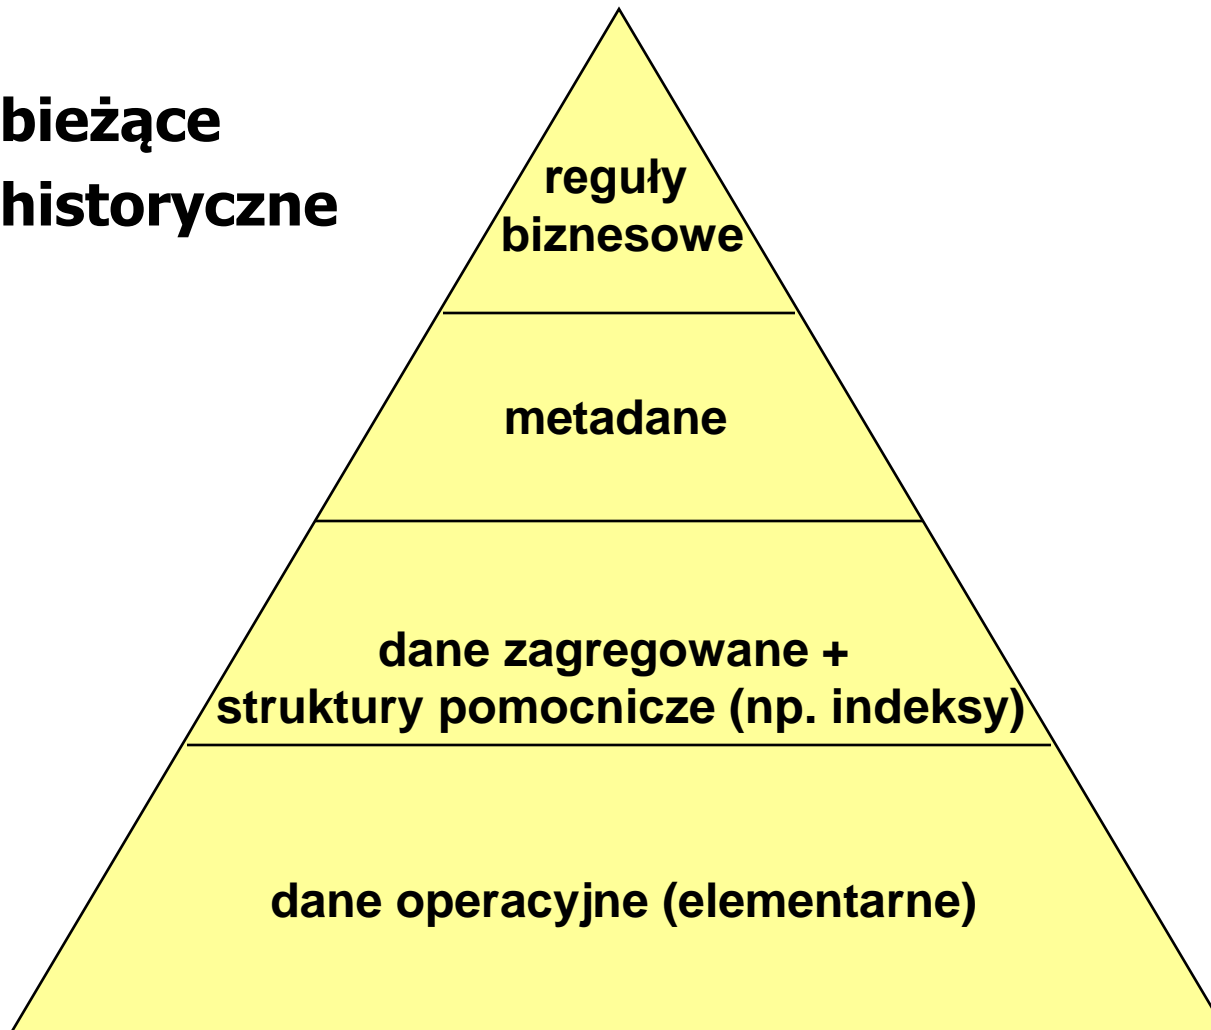 bieżące
historyczne
reguły
biznesowe
metadane
dane zagregowane +
struktury pomocnicze (np. indeksy)
dane operacyjne (elementarne)